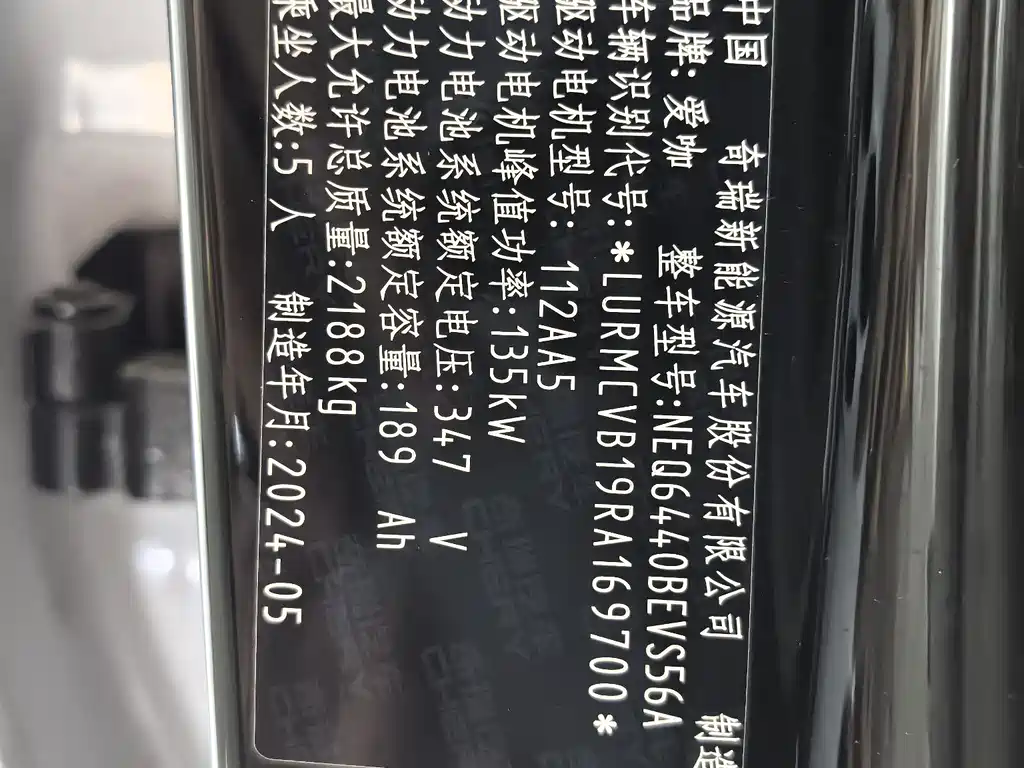 中国 奇瑞新能源汽车股份有限公司 制造
品牌: 爱咖 整车型号:NEQ6440BEVS56A
车辆识别代号: *LURMCVB19RA169700*
驱动电机型号: 112AA5
驱动电机峰值功率:135kW
动力电池系统额定电压:347 V
动力电池系统额定容量:189 Ah
最大允许总质量:2188kg
乘坐人数:5 人 制造年月:2024-05